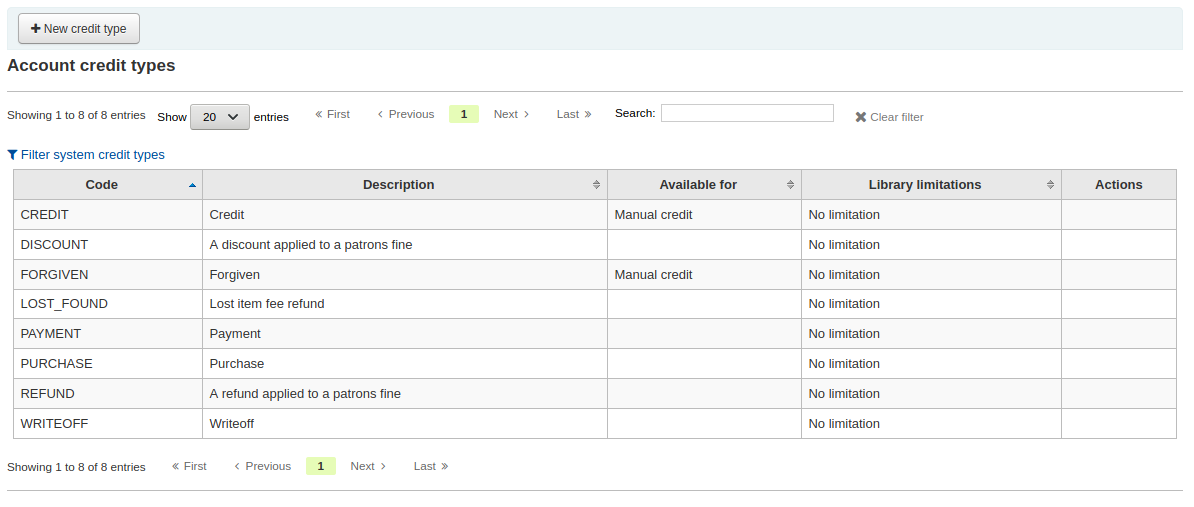 New credit type
Account credit types
Showing 1 to 8 of 8 entries Show 20 entries First Previous 1 Next Last Search: Clear filter
Filter system credit types
Code Description Available for Library limitations Actions
CREDIT Credit Manual credit No limitation
DISCOUNT A discount applied to a patrons fine No limitation
FORGIVEN Forgiven Manual credit No limitation
LOST_FOUND Lost item fee refund No limitation
PAYMENT Payment No limitation
PURCHASE Purchase No limitation
REFUND A refund applied to a patrons fine No limitation
WRITEOFF Writeoff No limitation
Showing 1 to 8 of 8 entries First Previous 1 Next Last